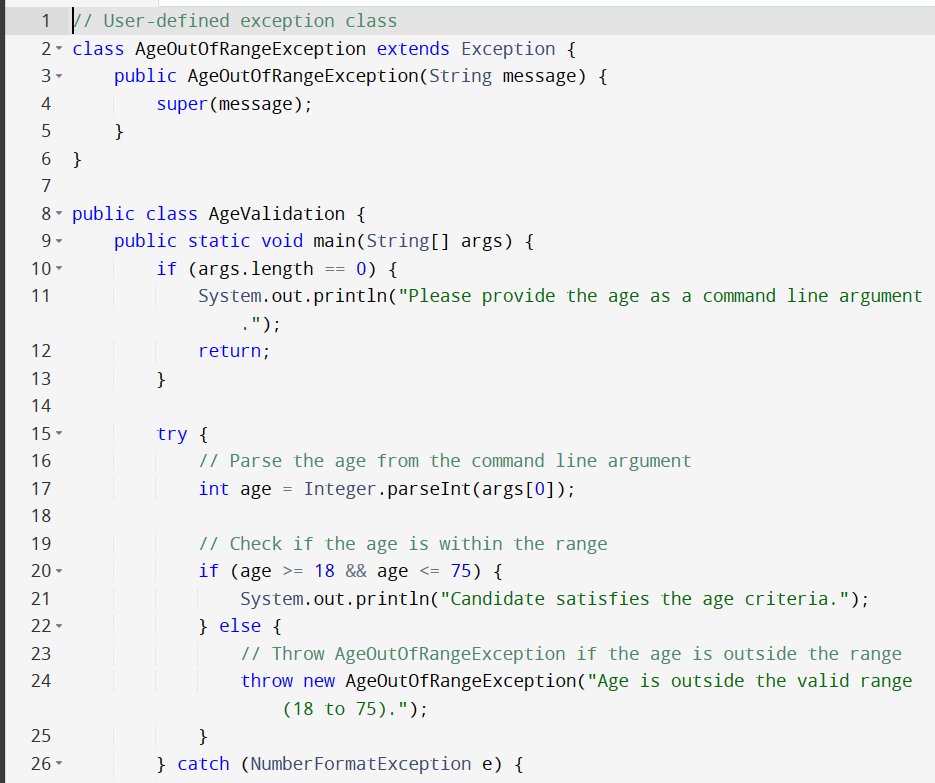 1 // User-defined exception class
2 class AgeOutOfRangeException extends Exception {
3     public AgeOutOfRangeException(String message) {
4         super(message);
5     }
6 }
7
8 public class AgeValidation {
9     public static void main(String[] args) {
10         if (args.length == 0) {
11             System.out.println("Please provide the age as a command line argument
                .");
12             return;
13         }
14
15         try {
16             // Parse the age from the command line argument
17             int age = Integer.parseInt(args[0]);
18
19             // Check if the age is within the range
20             if (age >= 18 && age <= 75) {
21                 System.out.println("Candidate satisfies the age criteria.");
22             } else {
23                 // Throw AgeOutOfRangeException if the age is outside the range
24                 throw new AgeOutOfRangeException("Age is outside the valid range
                    (18 to 75).");
25             }
26         } catch (NumberFormatException e) {